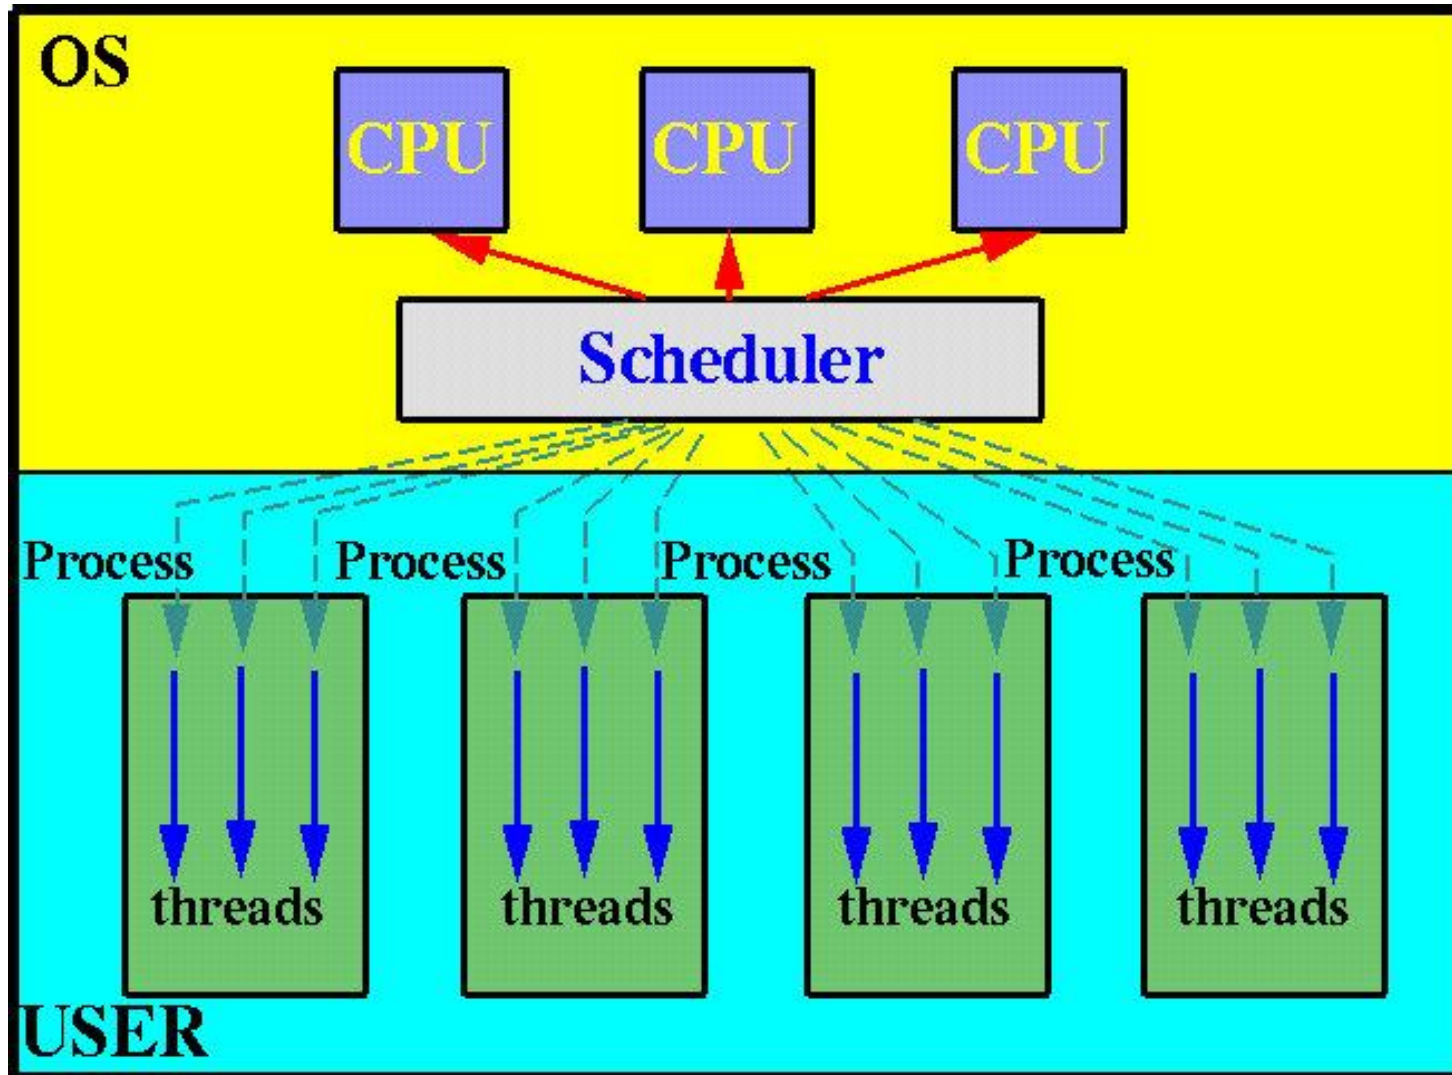 OS
CPU CPU CPU
Scheduler
Process Process Process Process
threads threads threads threads
USER